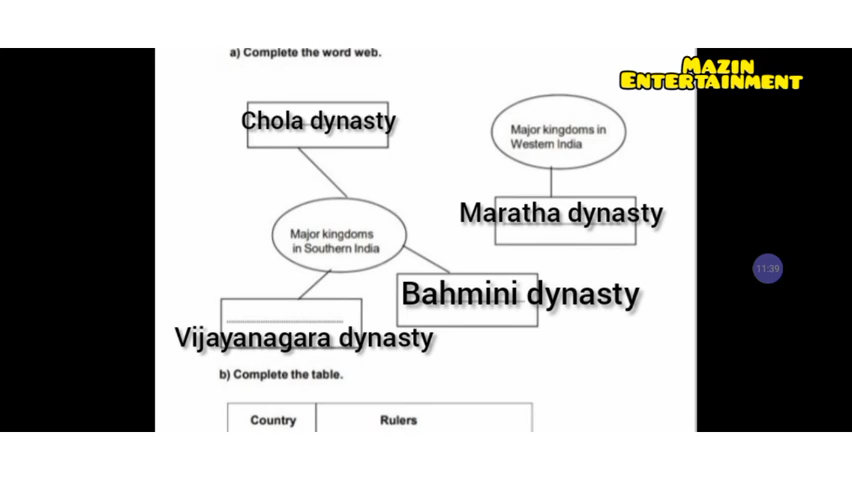 a) Complete the word web.
MAZIN
ENTERTAINMENT
Chola dynasty
Major kingdoms in
Western India
Maratha dynasty
Major kingdoms
in Southern India
Bahmini dynasty
Vijayanagara dynasty
11:39
b) Complete the table.
Country Rulers